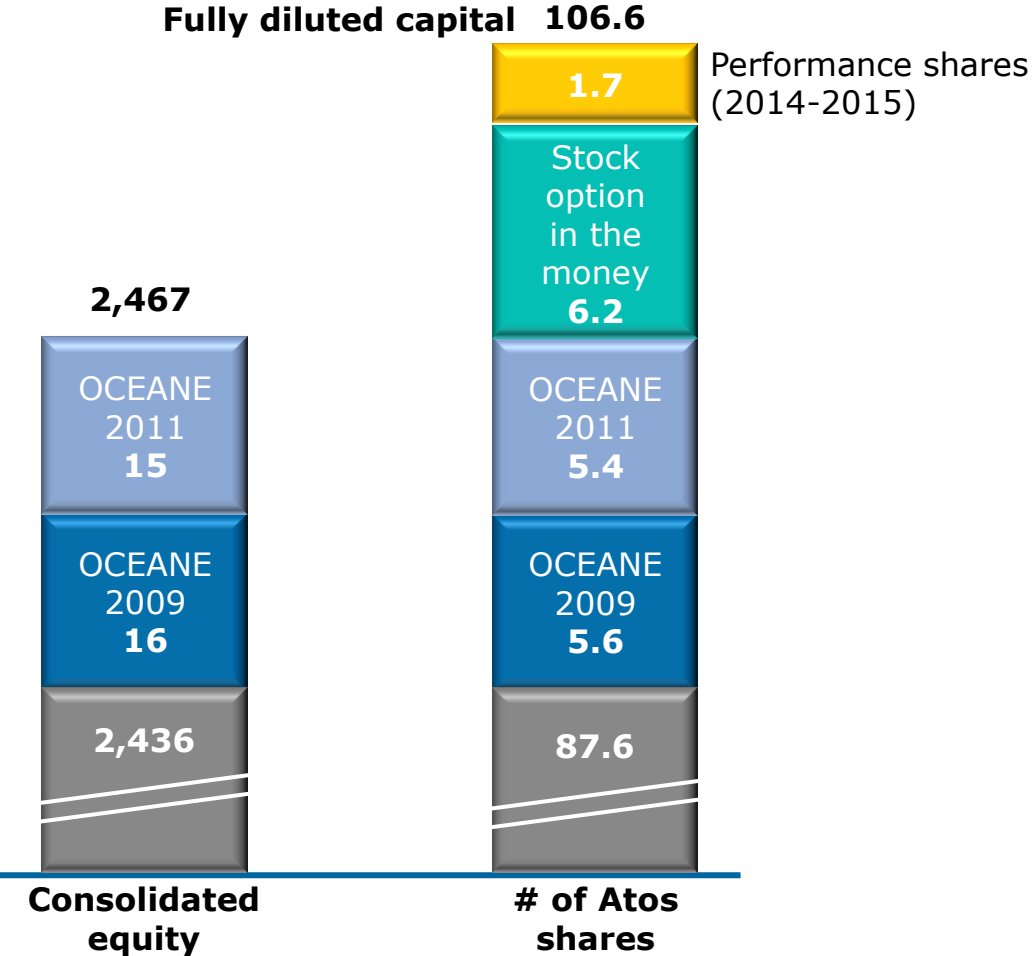 Fully diluted capital 106.6
1.7
Performance shares
(2014-2015)
Stock
option
in the
money
6.2
2,467
OCEANE
2011
15
OCEANE
2011
5.4
OCEANE
2009
16
OCEANE
2009
5.6
2,436
87.6
Consolidated
equity
# of Atos
shares